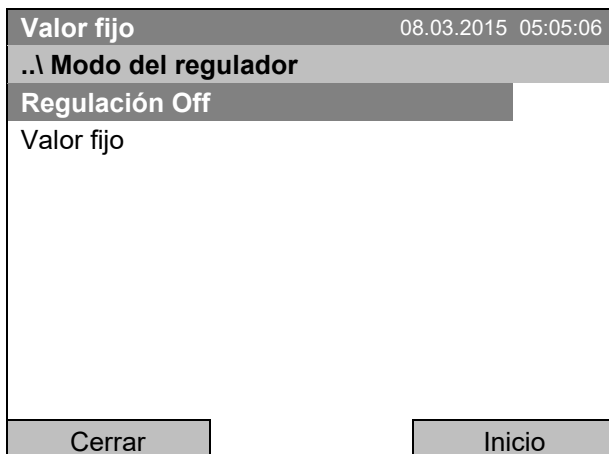 Valor fijo 08.03.2015 05:05:06
..\ Modo del regulador
Regulación Off
Valor fijo
Cerrar Inicio